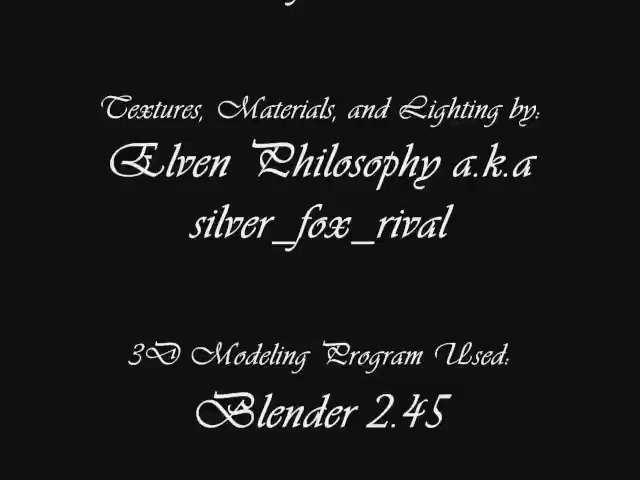 Textures, Materials, and Lighting by:
Elven Philosophy a.k.a
silver_fox_rival
3D Modeling Program Used:
Blender 2.45